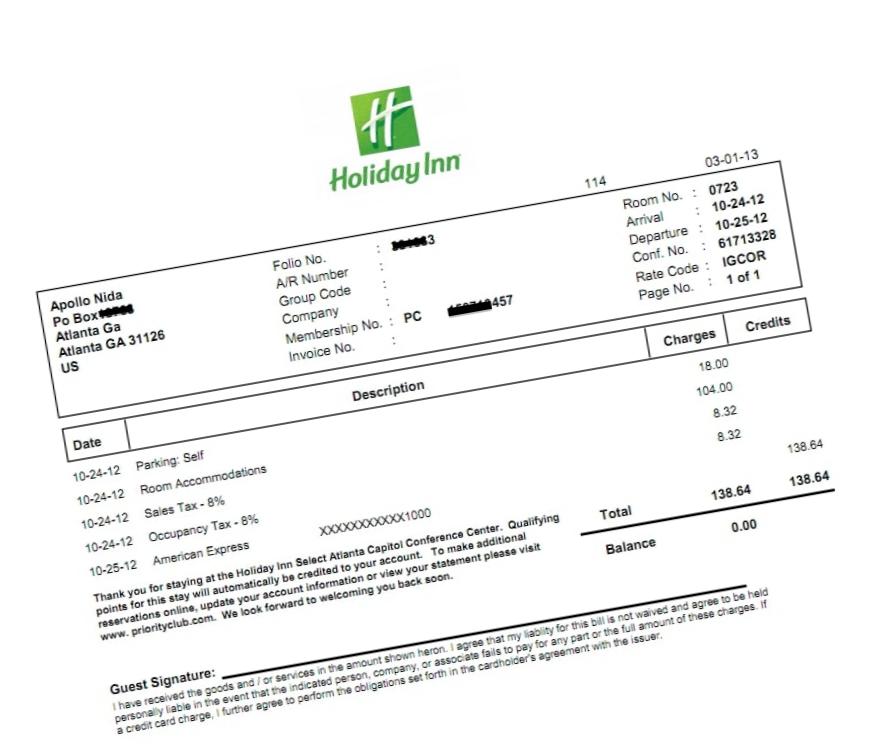 Holiday Inn
114 03-01-13
Apollo Nida
Po Box
Atlanta Ga
Atlanta GA 31126
US
Folio No. : 3
A/R Number :
Group Code :
Company :
Membership No. : PC 457
Invoice No. :
Room No. : 0723
Arrival : 10-24-12
Departure : 10-25-12
Conf. No. : 61713328
Rate Code : IGCOR
Page No. : 1 of 1
Date Description Charges Credits
10-24-12 Parking: Self 18.00
10-24-12 Room Accommodations 104.00
10-24-12 Sales Tax - 8% 8.32
10-24-12 Occupancy Tax - 8% 8.32
10-25-12 American Express XXXXXXXXXXX1000 138.64
Thank you for staying at the Holiday Inn Select Atlanta Capitol Conference Center. Qualifying
points for this stay will automatically be credited to your account. To make additional
reservations online, update your account information or view your statement please visit
www. priorityclub.com. We look forward to welcoming you back soon.
Total 138.64 138.64
Balance 0.00
Guest Signature:
I have received the goods and / or services in the amount shown heron. I agree that my liablity for this bill is not waived and agree to be held
personally liable in the event that the indicated person, company, or associate fails to pay for any part or the full amount of these charges. If
a credit card charge, I further agree to perform the obligations set forth in the cardholder's agreement with the issuer.